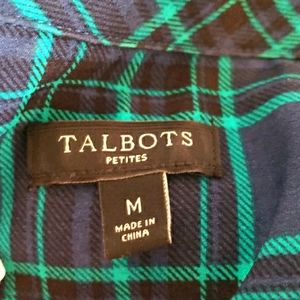 TALBOTS
PETITES
M
MADE IN
CHINA